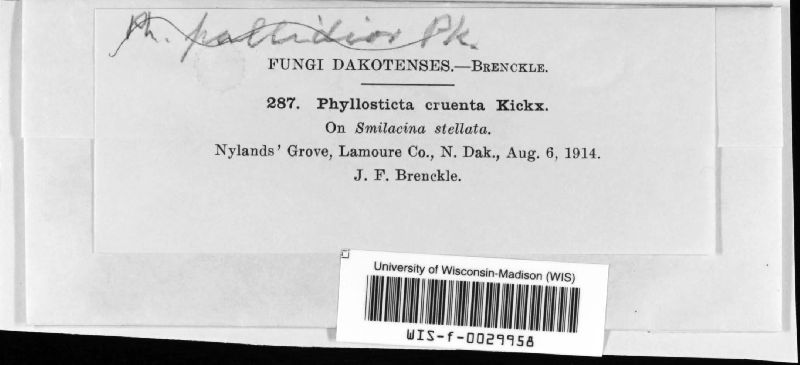 Ph. pallidior Pk.
FUNGI DAKOTENSES.—BRENCKLE.
287. Phyllosticta cruenta Kickx.
On Smilacina stellata.
Nylands' Grove, Lamoure Co., N. Dak., Aug. 6, 1914.
J. F. Brenckle.
University of Wisconsin-Madison (WIS)
WIS-f-0029958